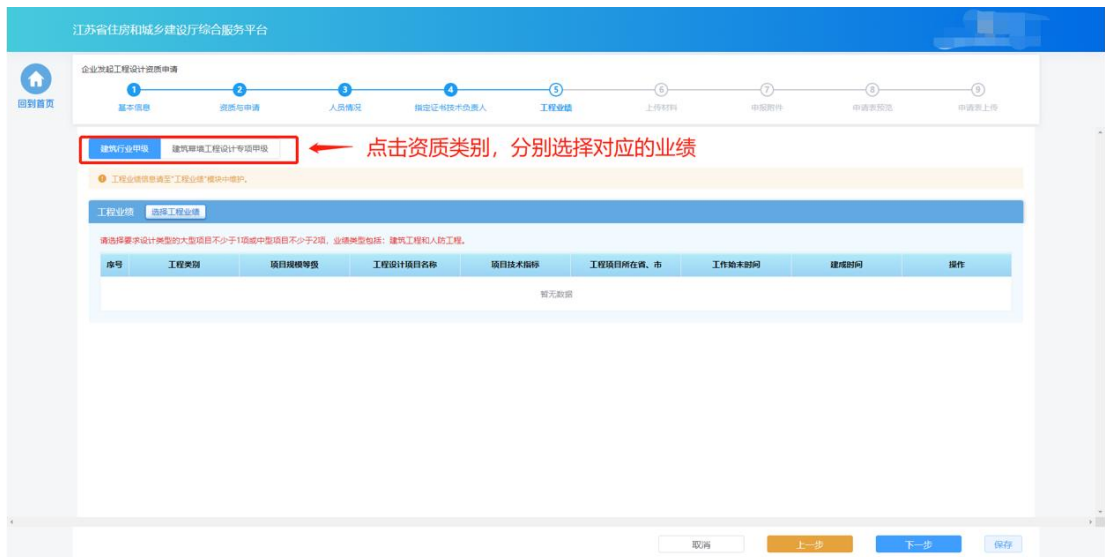 江苏省住房和城乡建设厅综合服务平台
回到首页
企业发起工程设计资质申请
1 2 3 4 5 6 7 8 9
基本信息 资质与申请 人员情况 指定证书技术负责人 工程业绩 上传材料 申报附件 申请表预览 申请表上传
建筑行业甲级 建筑幕墙工程设计专项甲级
点击资质类别，分别选择对应的业绩
工程业绩信息请至"工程业绩"模块中维护。
工程业绩 选择工程业绩
请选择要求设计类型的大型项目不少于1项或中型项目不少于2项，业绩类型包括：建筑工程和人防工程。
序号 工程类别 项目规模等级 工程设计项目名称 项目技术指标 工程项目所在省、市 工作始末时间 建成时间 操作
暂无数据
取消 上一步 下一步 保存